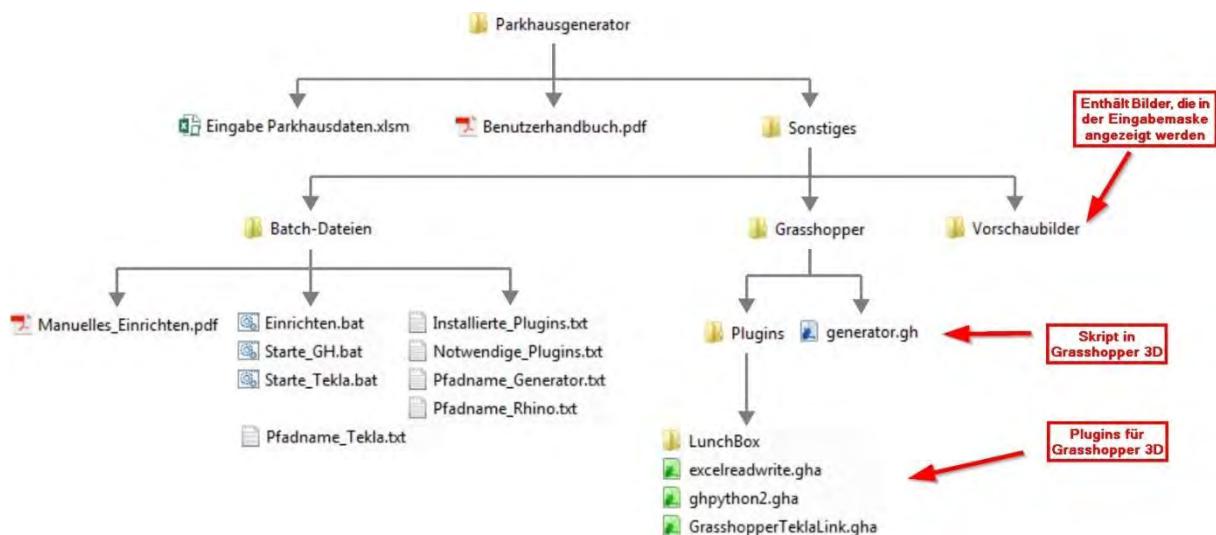 Parkhausgenerator
Eingabe Parkhausdaten.xlsm
Benutzerhandbuch.pdf
Sonstiges
Enthält Bilder, die in
der Eingabemaske
angezeigt werden
Batch-Dateien
Grasshopper
Vorschaubilder
Manuelles_Einrichten.pdf
Einrichten.bat
Starte_GH.bat
Starte_Tekla.bat
Pfadname_Tekla.txt
Installierte_Plugins.txt
Notwendige_Plugins.txt
Pfadname_Generator.txt
Pfadname_Rhino.txt
Plugins
generator.gh
Skript in
Grasshopper 3D
LunchBox
excelreadwrite.gha
ghpython2.gha
GrasshopperTeklaLink.gha
Plugins für
Grasshopper 3D